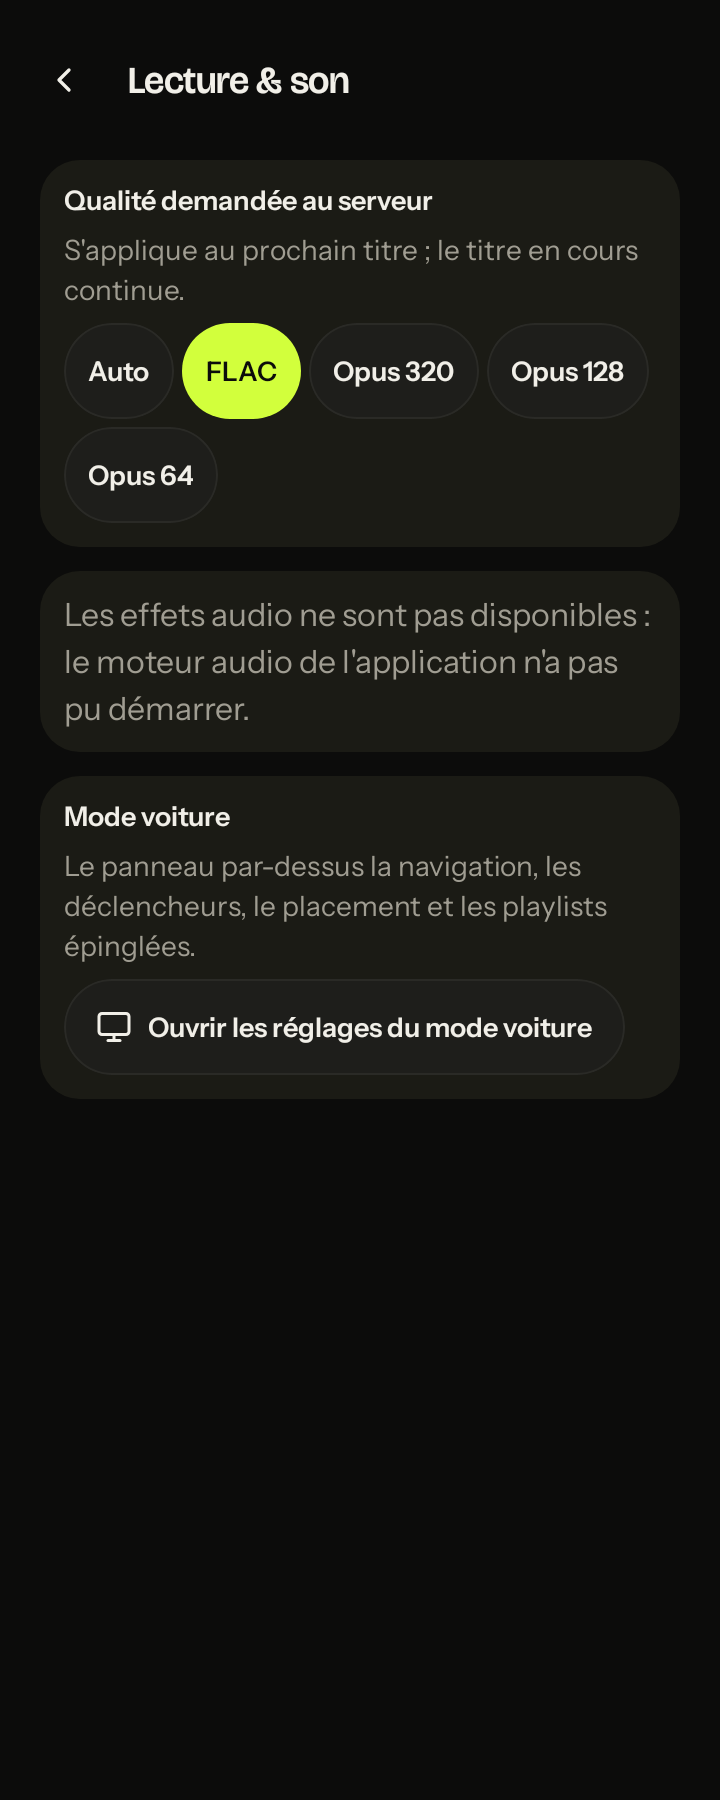 Lecture & son
Qualité demandée au serveur
S'applique au prochain titre ; le titre en cours
continue.
Auto
FLAC
Opus 320
Opus 128
Opus 64
Les effets audio ne sont pas disponibles :
le moteur audio de l'application n'a pas
pu démarrer.
Mode voiture
Le panneau par-dessus la navigation, les
déclencheurs, le placement et les playlists
épinglées.
Ouvrir les réglages du mode voiture